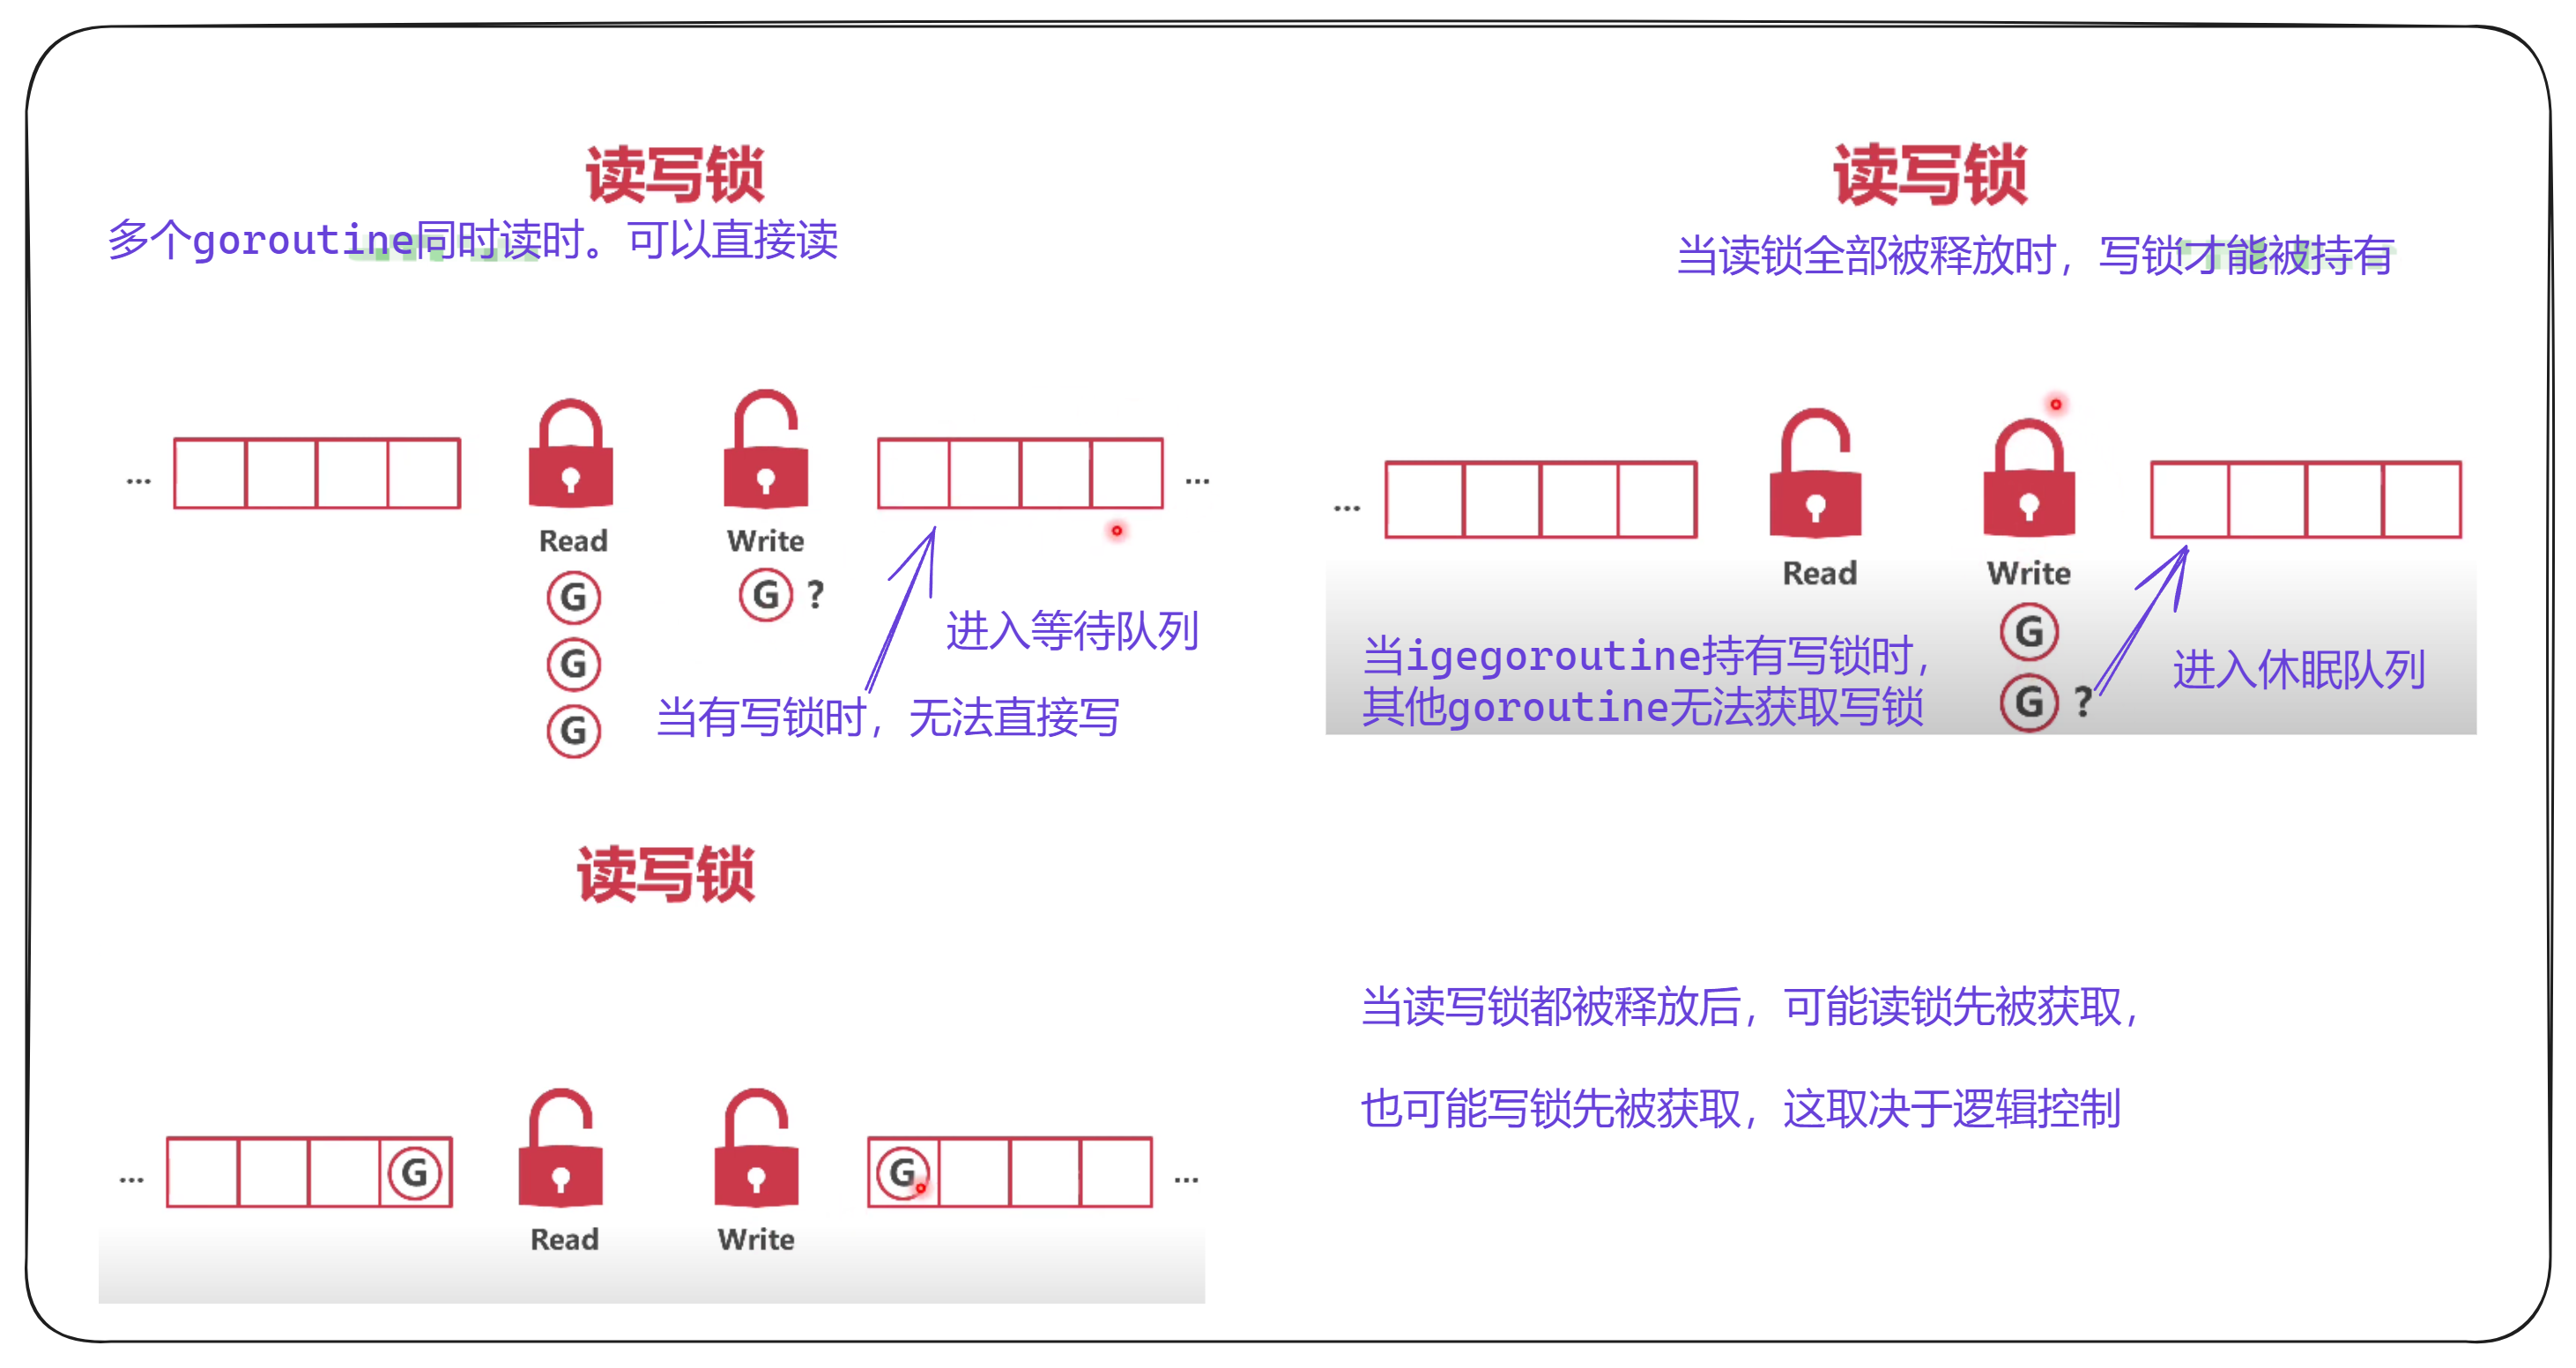 读写锁
多个goroutine同时读时。可以直接读
...
...
Read
Write
G
G ?
G
G
进入等待队列
当有写锁时，无法直接写
读写锁
当读锁全部被释放时，写锁才能被持有
...
Read
Write
G
G ?
当igegoroutine持有写锁时，
其他goroutine无法获取写锁
进入休眠队列
读写锁
...
G
G
...
Read
Write
当读写锁都被释放后，可能读锁先被获取，
也可能写锁先被获取，这取决于逻辑控制